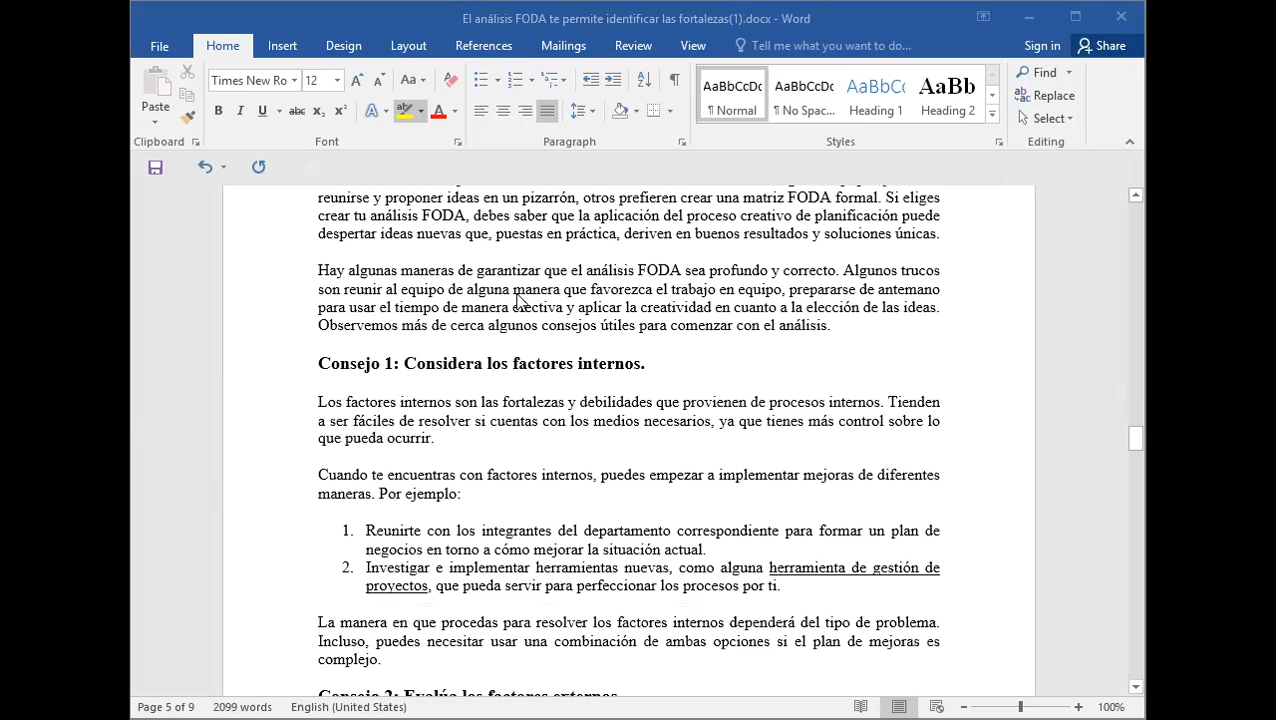 El análisis FODA te permite identificar las fortalezas(1).docx - Word
File Home Insert Design Layout References Mailings Review View Tell me what you want to do... Sign in Share
Paste
Times New Ro 12 Aa
B I U abc x₂ x² A ab A
AaBbCcDc AaBbCcDc AaBbCc AaBb
¶ Normal ¶ No Spac... Heading 1 Heading 2
Find
Replace
Select
Clipboard Font Paragraph Styles Editing
reunirse y proponer ideas en un pizarrón, otros prefieren crear una matriz FODA formal. Si eliges
crear tu análisis FODA, debes saber que la aplicación del proceso creativo de planificación puede
despertar ideas nuevas que, puestas en práctica, deriven en buenos resultados y soluciones únicas.
Hay algunas maneras de garantizar que el análisis FODA sea profundo y correcto. Algunos trucos
son reunir al equipo de alguna manera que favorezca el trabajo en equipo, prepararse de antemano
para usar el tiempo de manera efectiva y aplicar la creatividad en cuanto a la elección de las ideas.
Observemos más de cerca algunos consejos útiles para comenzar con el análisis.
Consejo 1: Considera los factores internos.
Los factores internos son las fortalezas y debilidades que provienen de procesos internos. Tienden
a ser fáciles de resolver si cuentas con los medios necesarios, ya que tienes más control sobre lo
que pueda ocurrir.
Cuando te encuentras con factores internos, puedes empezar a implementar mejoras de diferentes
maneras. Por ejemplo:
1. Reunirte con los integrantes del departamento correspondiente para formar un plan de
negocios en torno a cómo mejorar la situación actual.
2. Investigar e implementar herramientas nuevas, como alguna herramienta de gestión de
proyectos, que pueda servir para perfeccionar los procesos por ti.
La manera en que procedas para resolver los factores internos dependerá del tipo de problema.
Incluso, puedes necesitar usar una combinación de ambas opciones si el plan de mejoras es
complejo.
Consejo 2: Evalúa los factores externos.
Page 5 of 9 2099 words English (United States) 100%